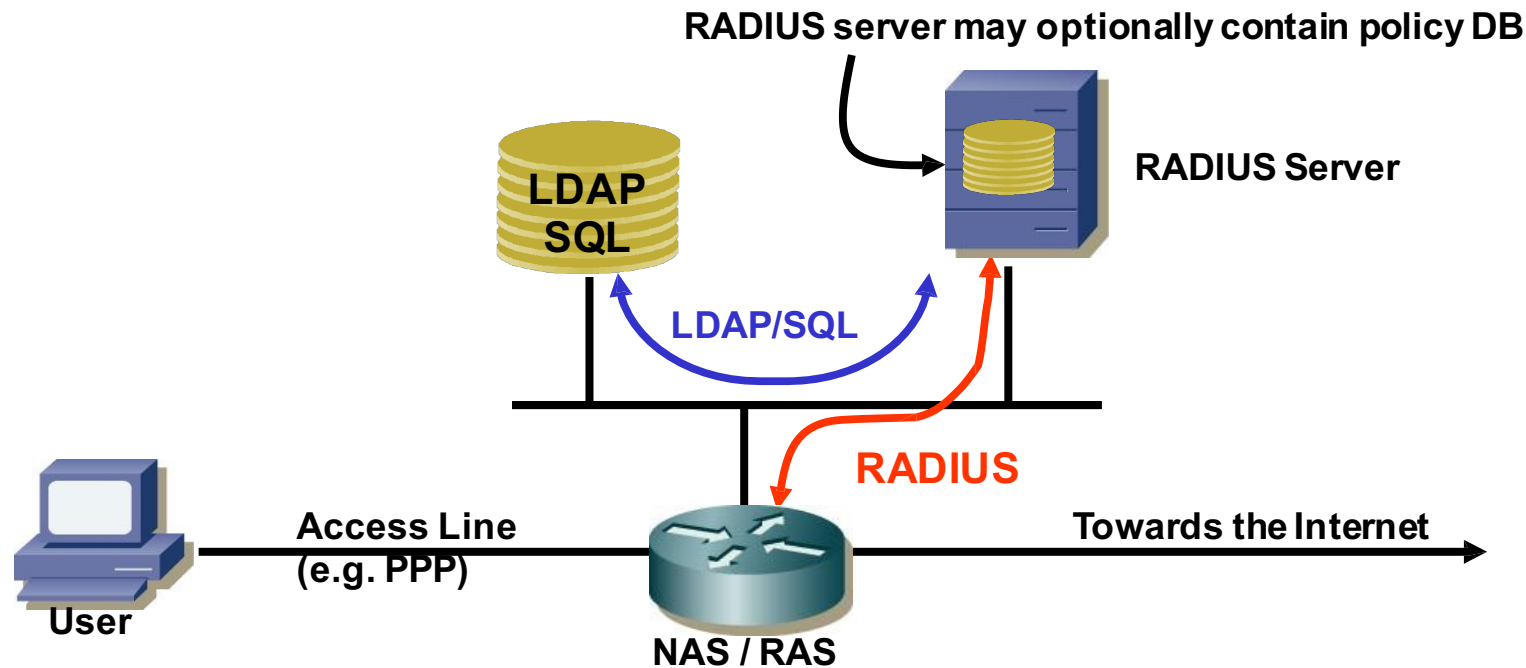 RADIUS server may optionally contain policy DB
LDAP
SQL
RADIUS Server
LDAP/SQL
RADIUS
Access Line
(e.g. PPP)
Towards the Internet
User
NAS / RAS